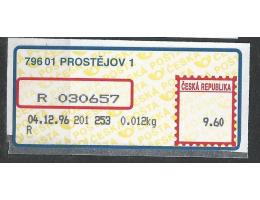 796 01 PROSTĚJOV 1
R 030657
ČESKÁ REPUBLIKA
04.12.96 201 253 0.012kg
9.60
R